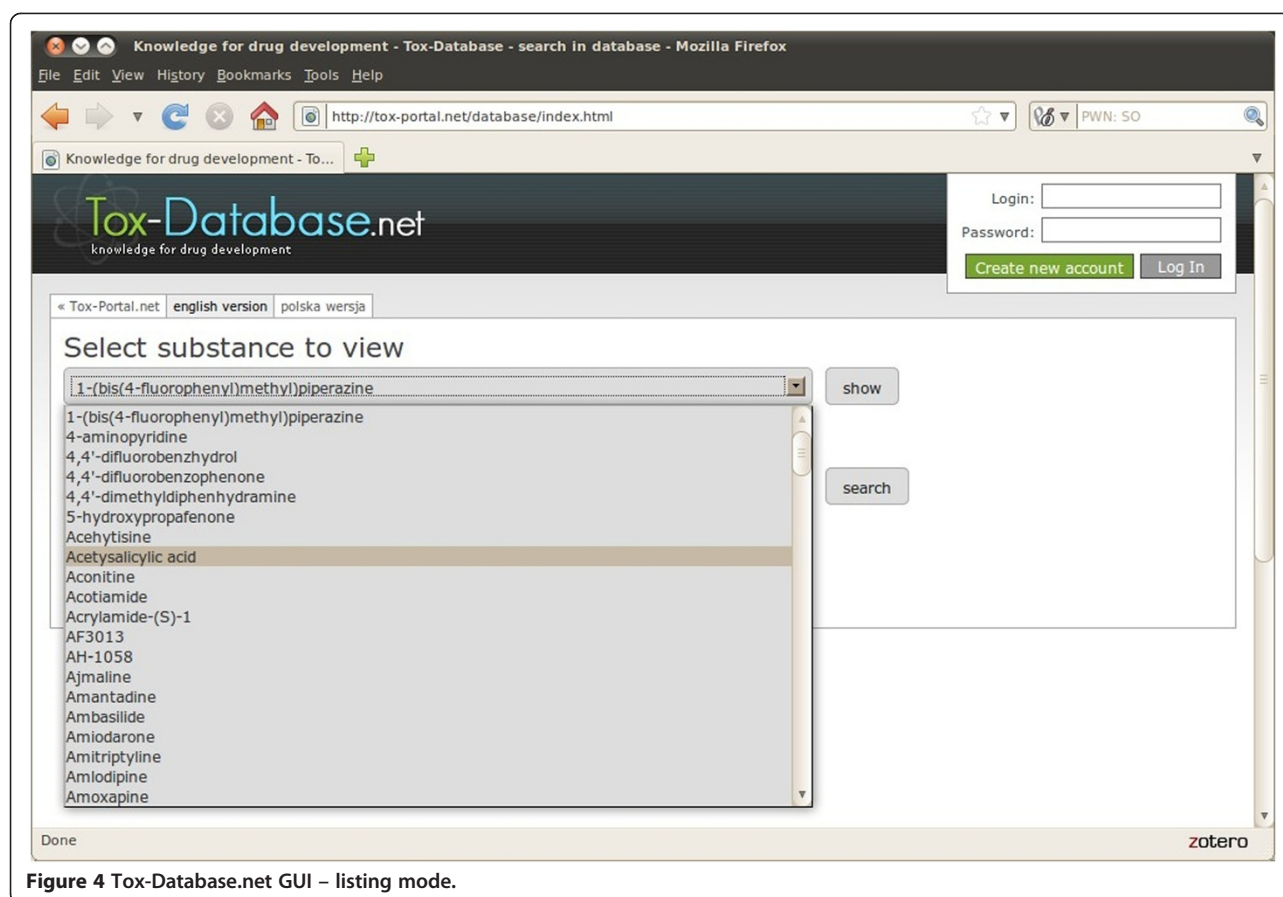 Knowledge for drug development - Tox-Database - search in database - Mozilla Firefox
File Edit View History Bookmarks Tools Help
http://tox-portal.net/database/index.html PWN: SO
Knowledge for drug development - To...
Tox-Database.net
knowledge for drug development
Login:
Password:
Create new account Log In
« Tox-Portal.net english version polska wersja
Select substance to view
1-(bis(4-fluorophenyl)methyl)piperazine show
1-(bis(4-fluorophenyl)methyl)piperazine
4-aminopyridine
4,4'-difluorobenzhydrol
4,4'-difluorobenzophenone
4,4'-dimethyldiphenhydramine
search
5-hydroxypropafenone
Acehytisine
Acetysalicylic acid
Aconitine
Acotiamide
Acrylamide-(S)-1
AF3013
AH-1058
Ajmaline
Amantadine
Ambasilide
Amiodarone
Amitriptyline
Amlodipine
Amoxapine
Done zotero
Figure 4 Tox-Database.net GUI – listing mode.